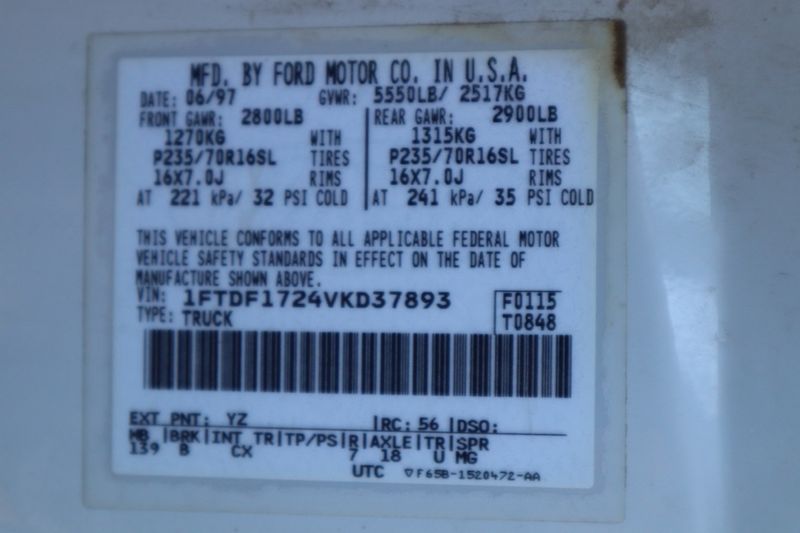 MFD. BY FORD MOTOR CO. IN U.S.A.
DATE: 06/97 GVWR: 5550LB/ 2517KG
FRONT GAWR: 2800LB REAR GAWR: 2900LB
1270KG WITH 1315KG WITH
P235/70R16SL TIRES P235/70R16SL TIRES
16X7.0J RIMS 16X7.0J RIMS
AT 221 kPa/ 32 PSI COLD AT 241 kPa/ 35 PSI COLD
THIS VEHICLE CONFORMS TO ALL APPLICABLE FEDERAL MOTOR
VEHICLE SAFETY STANDARDS IN EFFECT ON THE DATE OF
MANUFACTURE SHOWN ABOVE.
VIN: 1FTDF1724VKD37893 F0115
TYPE: TRUCK T0848
EXT PNT: YZ RC: 56 DSO:
WB BRK INT TR TP/PS R AXLE TR SPR
139 B CX 7 18 U MG
UTC F65B-1520472-AA